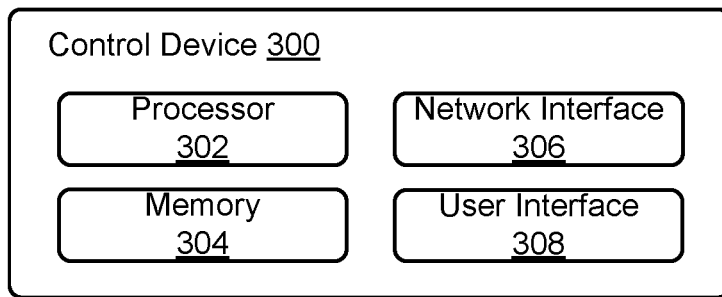 Control Device 300
Processor
302
Network Interface
306
Memory
304
User Interface
308